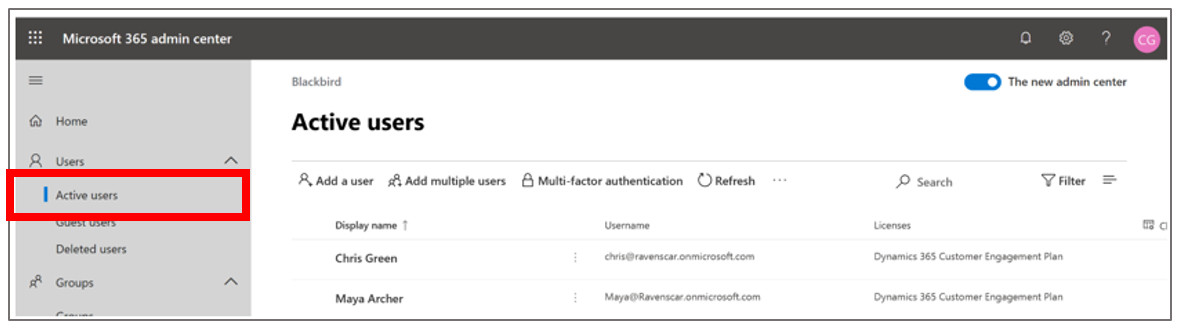 Microsoft 365 admin center
?
CG
Blackbird
The new admin center
Home
Active users
Users
Add a user
Add multiple users
Multi-factor authentication
Refresh
...
Search
Filter
Active users
Guest users
Deleted users
Display name ↑
Username
Licenses
Chris Green
chris@ravenscar.onmicrosoft.com
Dynamics 365 Customer Engagement Plan
Groups
Maya Archer
Maya@Ravenscar.onmicrosoft.com
Dynamics 365 Customer Engagement Plan
Groups